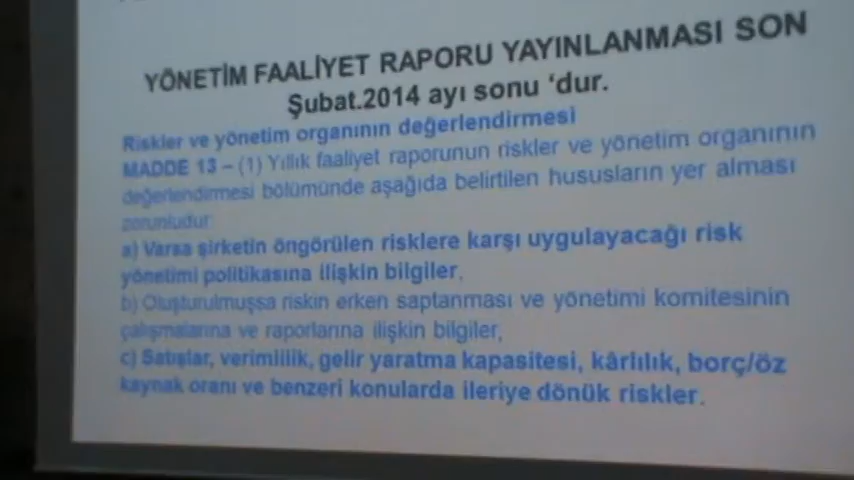 YÖNETİM FAALİYET RAPORU YAYINLANMASI SON
Şubat.2014 ayı sonu ‘dur.
Riskler ve yönetim organının değerlendirmesi
MADDE 13 – (1) Yıllık faaliyet raporunun riskler ve yönetim organının
değerlendirmesi bölümünde aşağıda belirtilen hususların yer alması
zorunludur:
a) Varsa şirketin öngörülen risklere karşı uygulayacağı risk
yönetimi politikasına ilişkin bilgiler,
b) Oluşturulmuşsa riskin erken saptanması ve yönetimi komitesinin
çalışmalarına ve raporlarına ilişkin bilgiler,
c) Satışlar, verimlilik, gelir yaratma kapasitesi, kârlılık, borç/öz
kaynak oranı ve benzeri konularda ileriye dönük riskler.